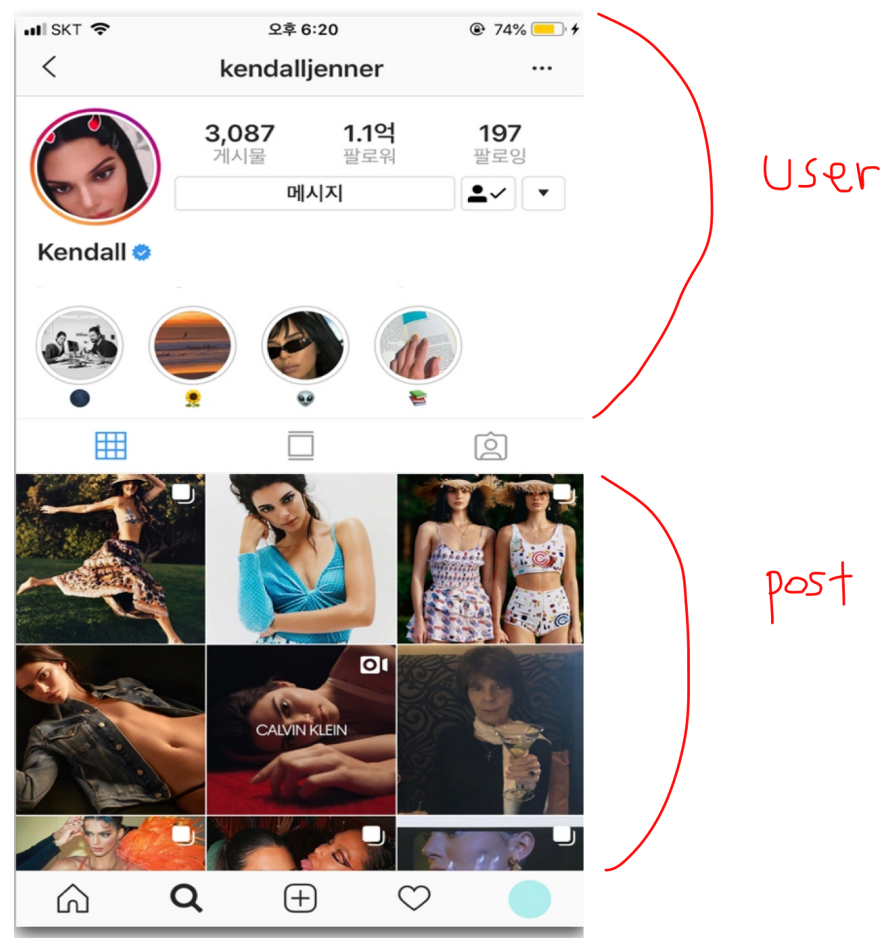 SKT 오후 6:20 74%
kendalljenner
3,087 1.1억 197
게시물 팔로워 팔로잉
메시지
Kendall
user
CALVIN KLEIN
post